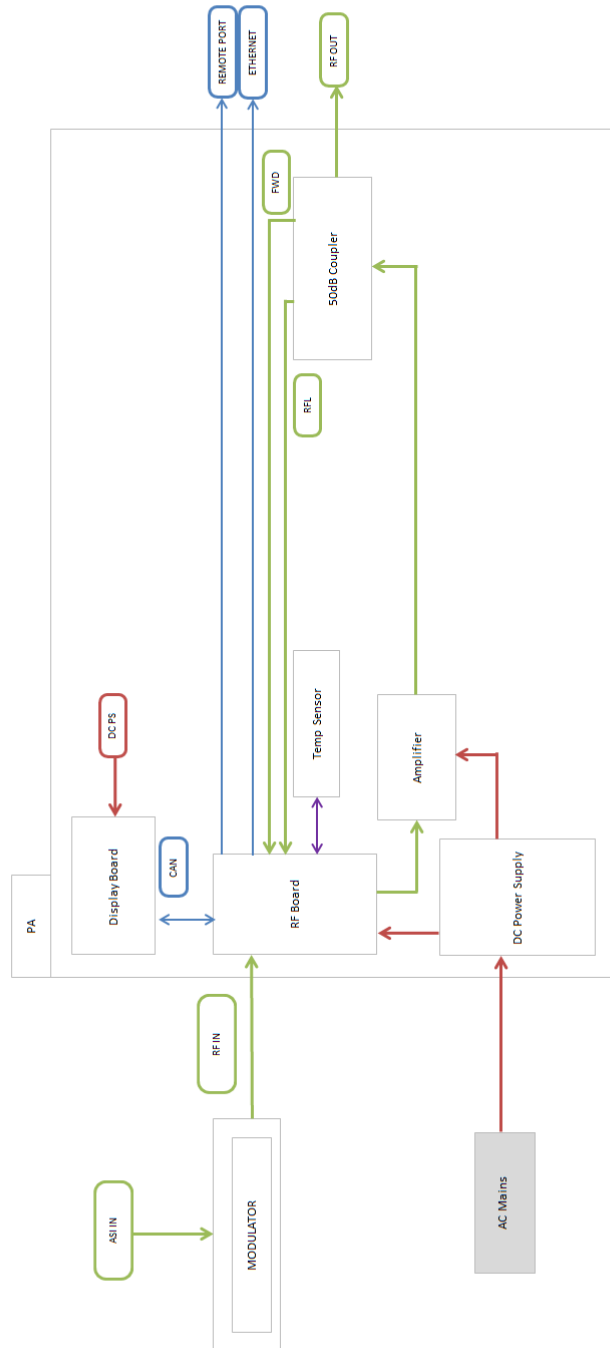 PA
ASI IN
MODULATOR
RF IN
Display Board
DC PS
CAN
RF Board
REMOTE PORT
ETHERNET
FWD
RFL
Temp Sensor
50dB Coupler
RF OUT
Amplifier
AC Mains
DC Power Supply